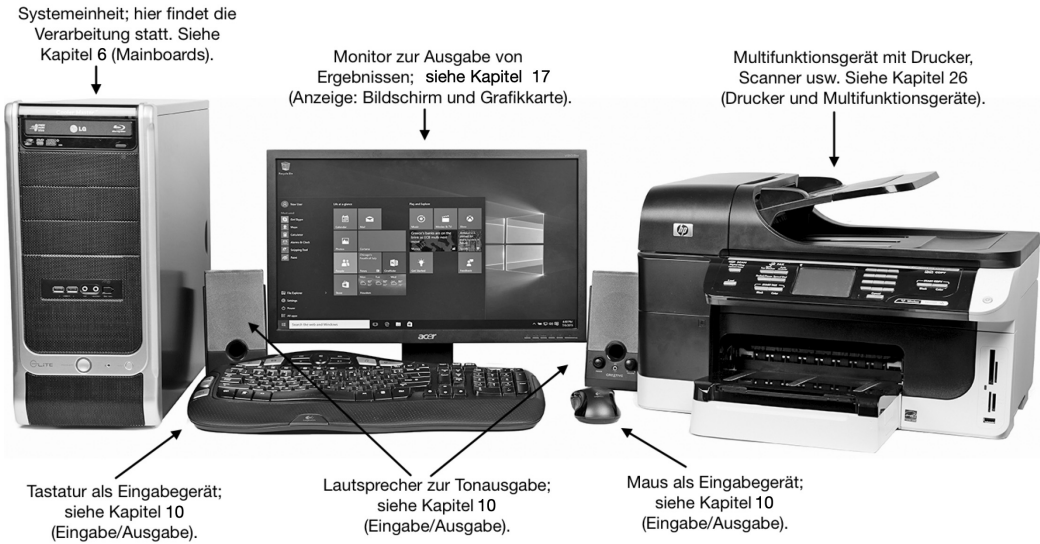 Systemeinheit; hier findet die
Verarbeitung statt. Siehe
Kapitel 6 (Mainboards).
Monitor zur Ausgabe von
Ergebnissen; siehe Kapitel 17
(Anzeige: Bildschirm und Grafikkarte).
Multifunktionsgerät mit Drucker,
Scanner usw. Siehe Kapitel 26
(Drucker und Multifunktionsgeräte).
LG
hp
acer
Tastatur als Eingabegerät;
siehe Kapitel 10
(Eingabe/Ausgabe).
Lautsprecher zur Tonausgabe;
siehe Kapitel 10
(Eingabe/Ausgabe).
Maus als Eingabegerät;
siehe Kapitel 10
(Eingabe/Ausgabe).